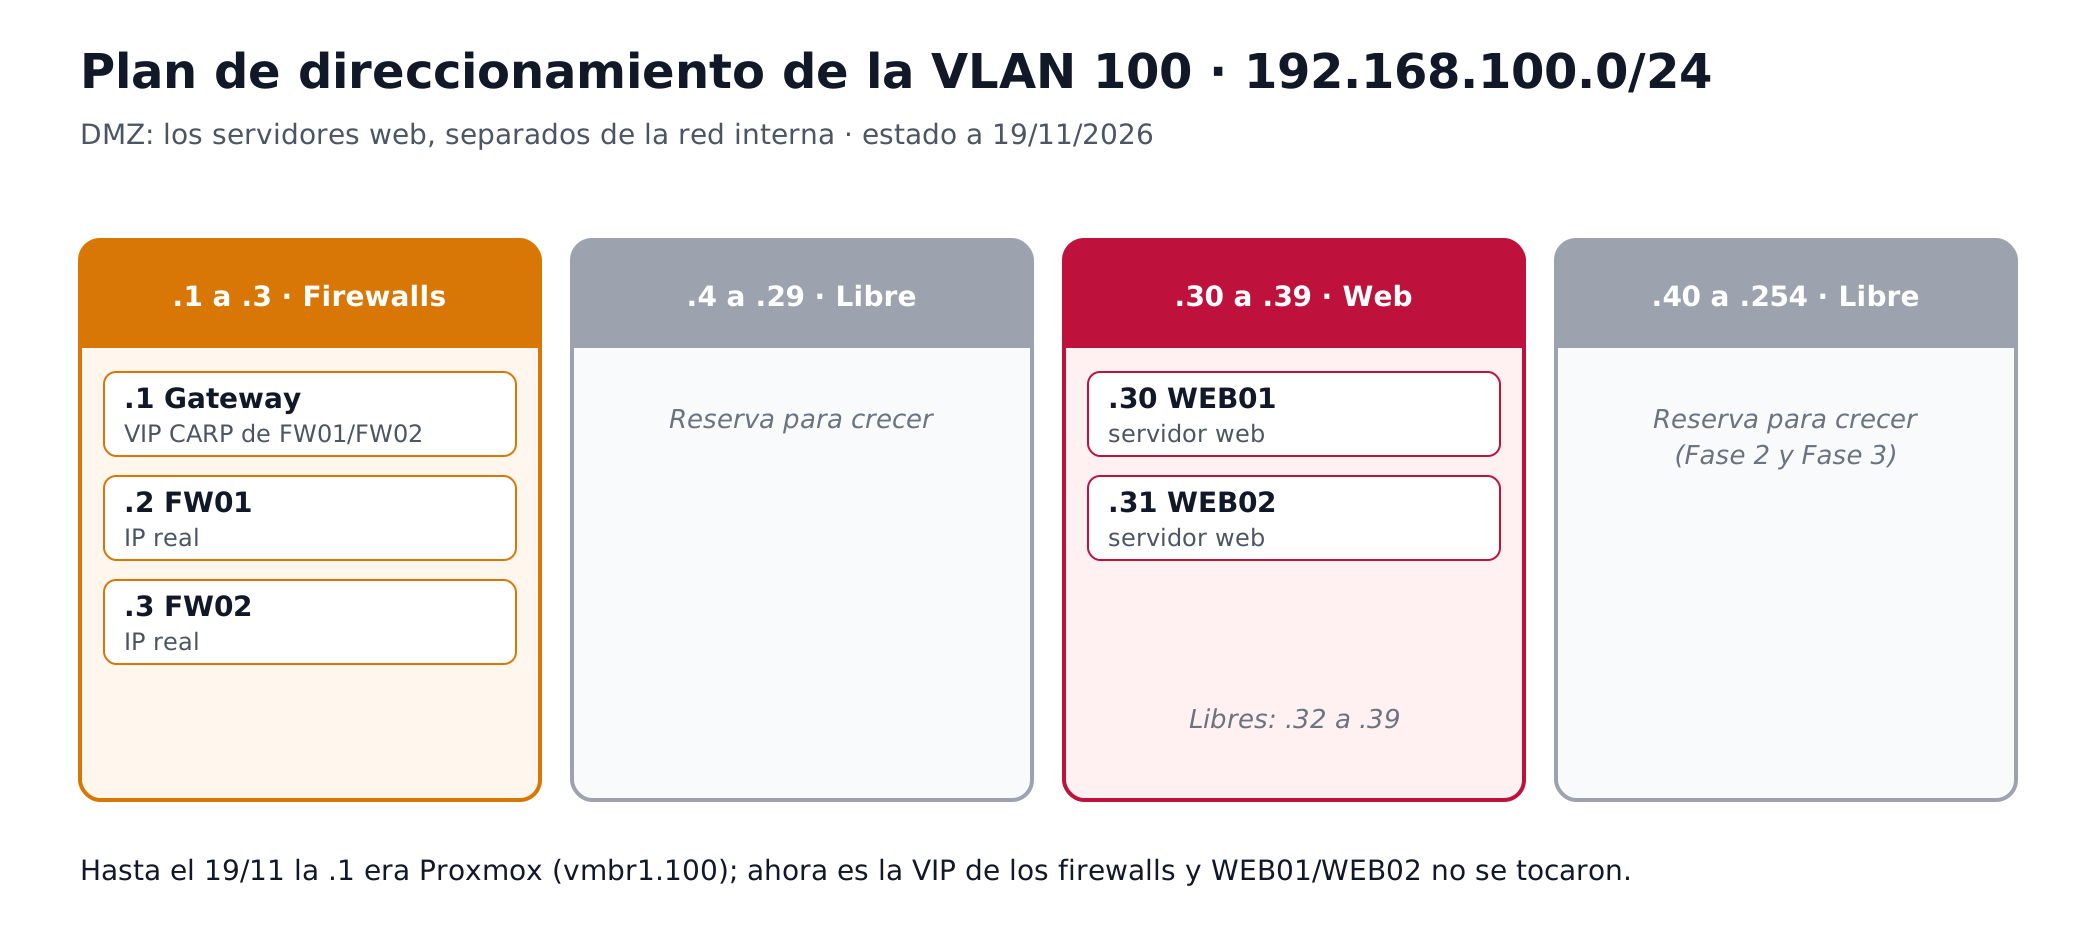 Plan de direccionamiento de la VLAN 100 · 192.168.100.0/24
DMZ: los servidores web, separados de la red interna · estado a 19/11/2026
.1 a .3 · Firewalls
.1 Gateway
VIP CARP de FW01/FW02
.2 FW01
IP real
.3 FW02
IP real
.4 a .29 · Libre
Reserva para crecer
.30 a .39 · Web
.30 WEB01
servidor web
.31 WEB02
servidor web
Libres: .32 a .39
.40 a .254 · Libre
Reserva para crecer
(Fase 2 y Fase 3)
Hasta el 19/11 la .1 era Proxmox (vmbr1.100); ahora es la VIP de los firewalls y WEB01/WEB02 no se tocaron.